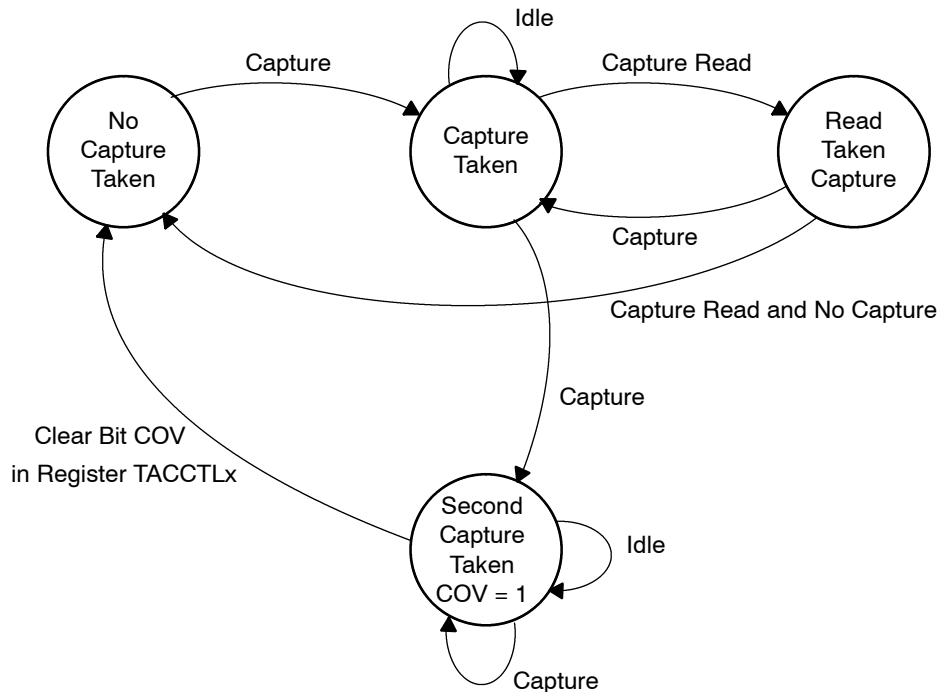 Idle
Capture
Capture Read
No
Capture
Taken
Capture
Taken
Read
Taken
Capture
Capture
Capture Read and No Capture
Capture
Clear Bit COV
in Register TACCTLx
Second
Capture
Taken
COV = 1
Idle
Capture